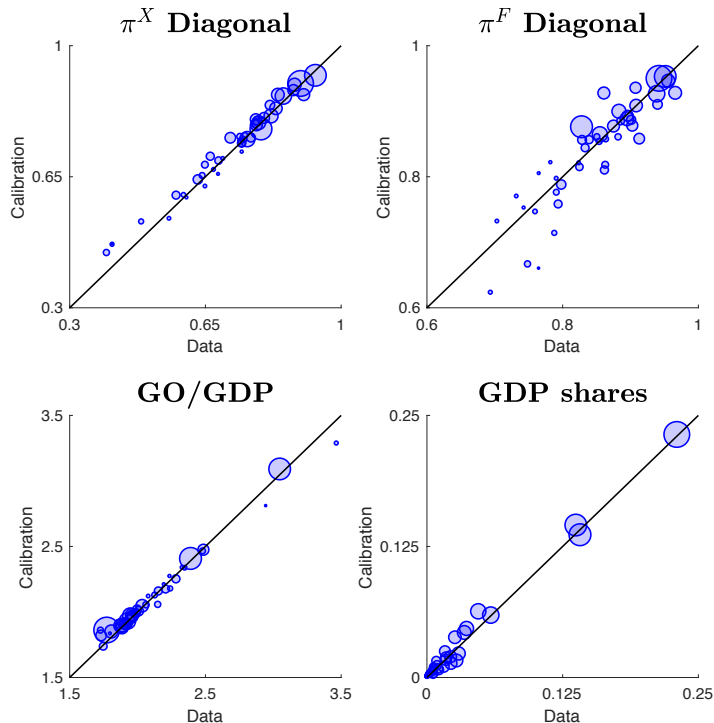 π^X Diagonal
1
0.65
0.3
0.3
0.65
1
Calibration
Data
π^F Diagonal
1
0.8
0.6
0.6
0.8
1
Calibration
Data
GO/GDP
3.5
2.5
1.5
1.5
2.5
3.5
Calibration
Data
GDP shares
0.25
0.125
0
0
0.125
0.25
Calibration
Data